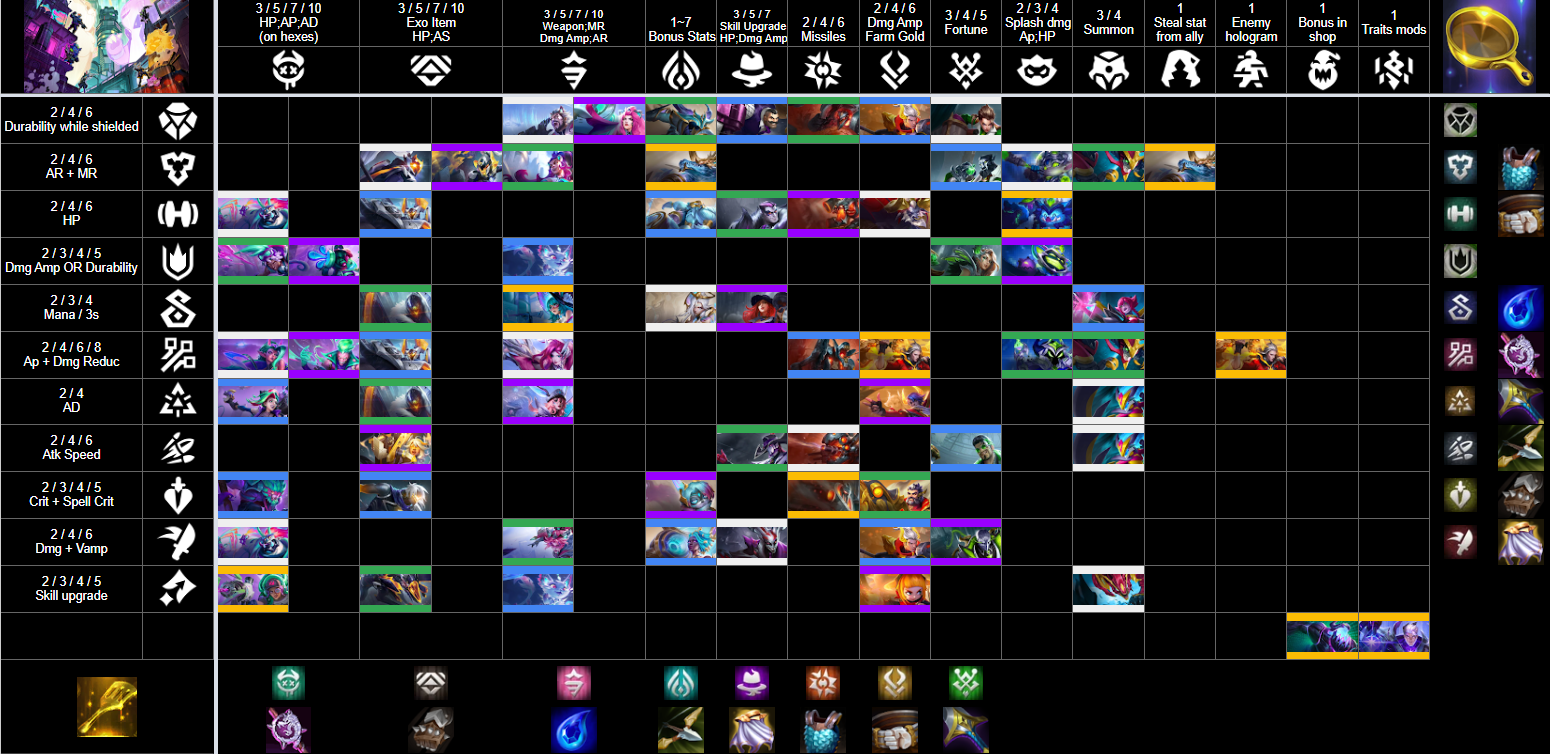 3 / 5 / 7 / 10
HP;AP;AD
(on hexes)
3 / 5 / 7 / 10
Exo Item
HP;AS
3 / 5 / 7 / 10
Weapon;MR
Dmg Amp;AR
1~7
Bonus Stats
3 / 5 / 7
Skill Upgrade
HP;Dmg Amp
2 / 4 / 6
Missiles
2 / 4 / 6
Dmg Amp
Farm Gold
3 / 4 / 5
Fortune
2 / 3 / 4
Splash dmg
Ap;HP
3 / 4
Summon
1
Steal stat
from ally
1
Enemy
hologram
1
Bonus in
shop
1
Traits mods
2 / 4 / 6
Durability while shielded
2 / 4 / 6
AR + MR
2 / 4 / 6
HP
2 / 3 / 4 / 5
Dmg Amp OR Durability
2 / 3 / 4
Mana / 3s
2 / 4 / 6 / 8
Ap + Dmg Reduc
2 / 4
AD
2 / 4 / 6
Atk Speed
2 / 3 / 4 / 5
Crit + Spell Crit
2 / 4 / 6
Dmg + Vamp
2 / 3 / 4 / 5
Skill upgrade